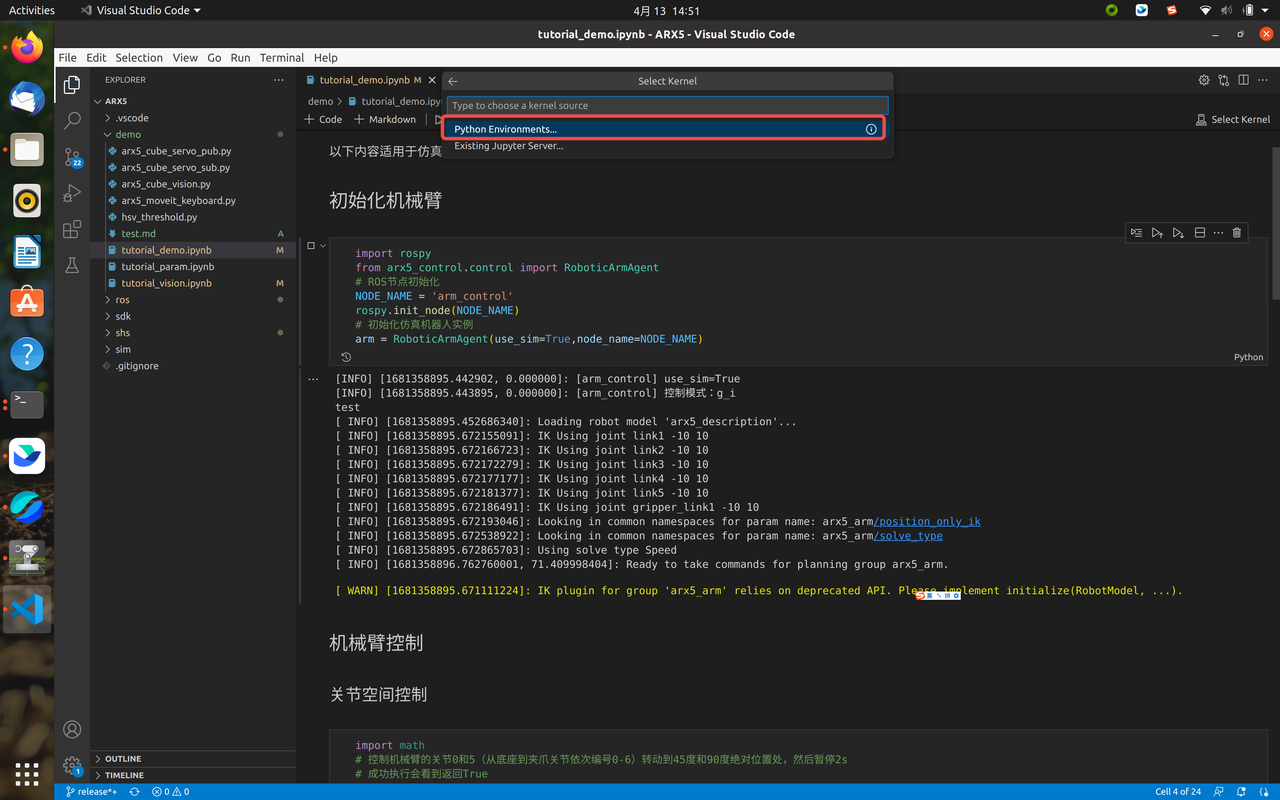 Activities
Visual Studio Code
4月 13 14:51
tutorial_demo.ipynb - ARX5 - Visual Studio Code
File Edit Selection View Go Run Terminal Help
EXPLORER
ARX5
.vscode
demo
arx5_cube_servo_pub.py
arx5_cube_servo_sub.py
arx5_cube_vision.py
arx5_moveit_keyboard.py
hsv_threshold.py
test.md A
tutorial_demo.ipynb M
tutorial_param.ipynb
tutorial_vision.ipynb M
ros
sdk
shs
sim
.gitignore
OUTLINE
TIMELINE
22
1
tutorial_demo.ipynb M
demo > tutorial_demo.ipy
+ Code + Markdown
Select Kernel
Type to choose a kernel source
Python Environments...
Existing Jupyter Server...
Select Kernel
以下内容适用于仿真
初始化机械臂
import rospy
from arx5_control.control import RoboticArmAgent
# ROS节点初始化
NODE_NAME = 'arm_control'
rospy.init_node(NODE_NAME)
# 初始化仿真机器人实例
arm = RoboticArmAgent(use_sim=True,node_name=NODE_NAME)
Python
[INFO] [1681358895.442902, 0.000000]: [arm_control] use_sim=True
[INFO] [1681358895.443895, 0.000000]: [arm_control] 控制模式：g_i
test
[ INFO] [1681358895.452686340]: Loading robot model 'arx5_description'...
[ INFO] [1681358895.672155091]: IK Using joint link1 -10 10
[ INFO] [1681358895.672166723]: IK Using joint link2 -10 10
[ INFO] [1681358895.672172279]: IK Using joint link3 -10 10
[ INFO] [1681358895.672177177]: IK Using joint link4 -10 10
[ INFO] [1681358895.672181377]: IK Using joint link5 -10 10
[ INFO] [1681358895.672186491]: IK Using joint gripper_link1 -10 10
[ INFO] [1681358895.672193046]: Looking in common namespaces for param name: arx5_arm/position_only_ik
[ INFO] [1681358895.672538922]: Looking in common namespaces for param name: arx5_arm/solve_type
[ INFO] [1681358895.672865703]: Using solve type Speed
[ INFO] [1681358896.762760001, 71.409998404]: Ready to take commands for planning group arx5_arm.
[ WARN] [1681358895.671111224]: IK plugin for group 'arx5_arm' relies on deprecated API. Please implement initialize(RobotModel, ...).
机械臂控制
关节空间控制
import math
# 控制机械臂的关节0和5（从底座到夹爪关节依次编号0-6）转动到45度和90度绝对位置处，然后暂停2s
# 成功执行会看到返回True
release*+
0 0
Cell 4 of 24